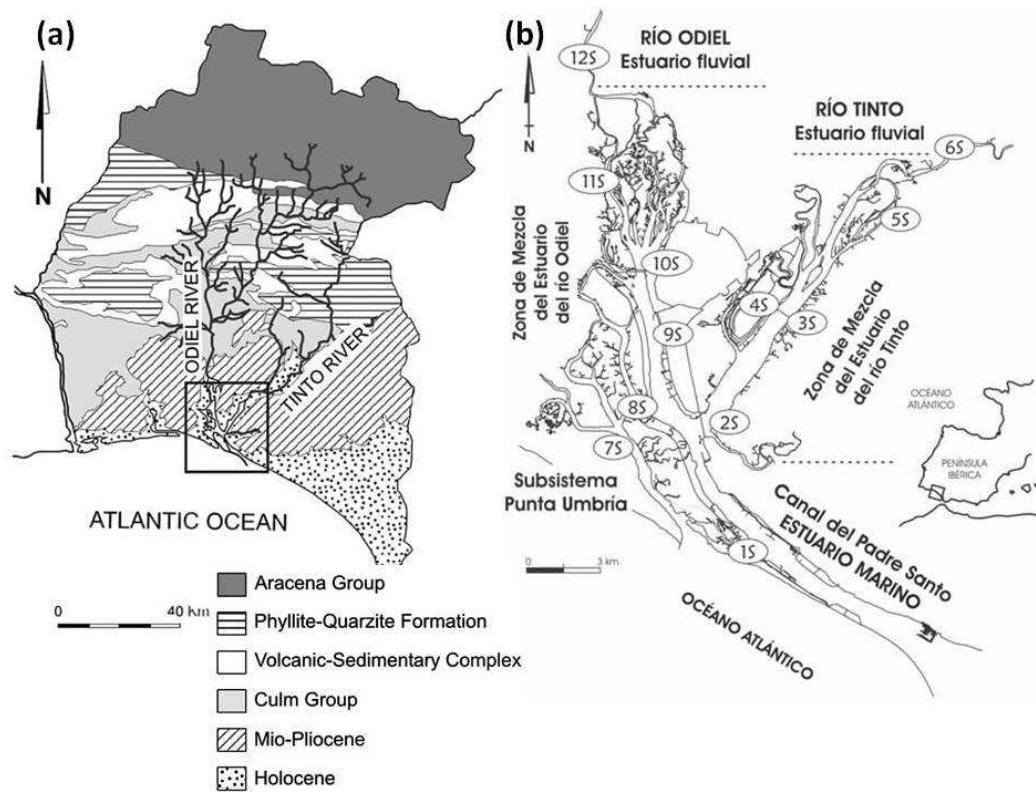 (a)
N
ODIEL RIVER
TINTO RIVER
ATLANTIC OCEAN
0 40 km
Aracena Group
Phyllite-Quarzite Formation
Volcanic-Sedimentary Complex
Culm Group
Mio-Pliocene
Holocene
(b)
N
12S
RÍO ODIEL
Estuario fluvial
RÍO TINTO
Estuario fluvial
6S
11S
5S
Zona de Mezcla
del Estuario
del río Odiel
10S
4S
3S
9S
Zona de Mezcla
del Estuario
del río Tinto
8S
2S
7S
Subsistema
Punta Umbría
OCÉANO
ATLÁNTICO
PENÍNSULA
IBÉRICA
1S
Canal del Padre Santo
ESTUARIO MARINO
0 3 km
OCÉANO ATLÁNTICO